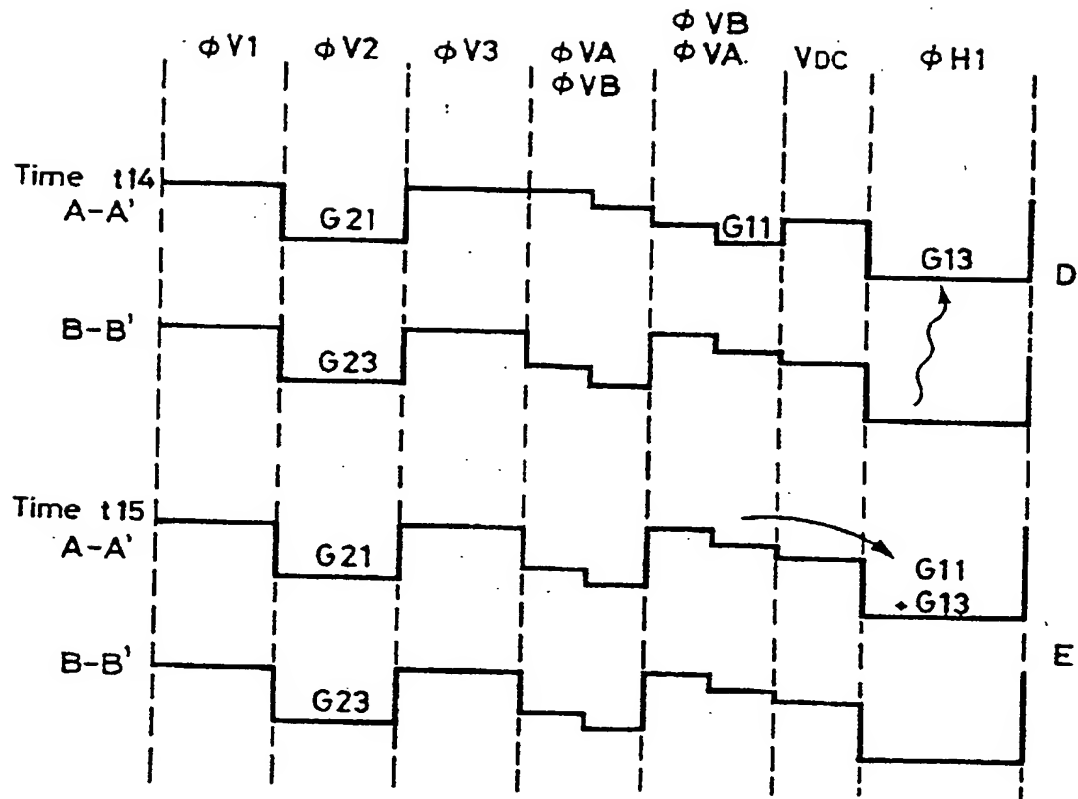 φV1 φV2 φV3 φVA φVB VDC φH1
φVB φVA.
Time t14
A-A'
G21 G11 G13
D
B-B'
G23
Time t15
A-A'
G21 G11
+G13
E
B-B'
G23